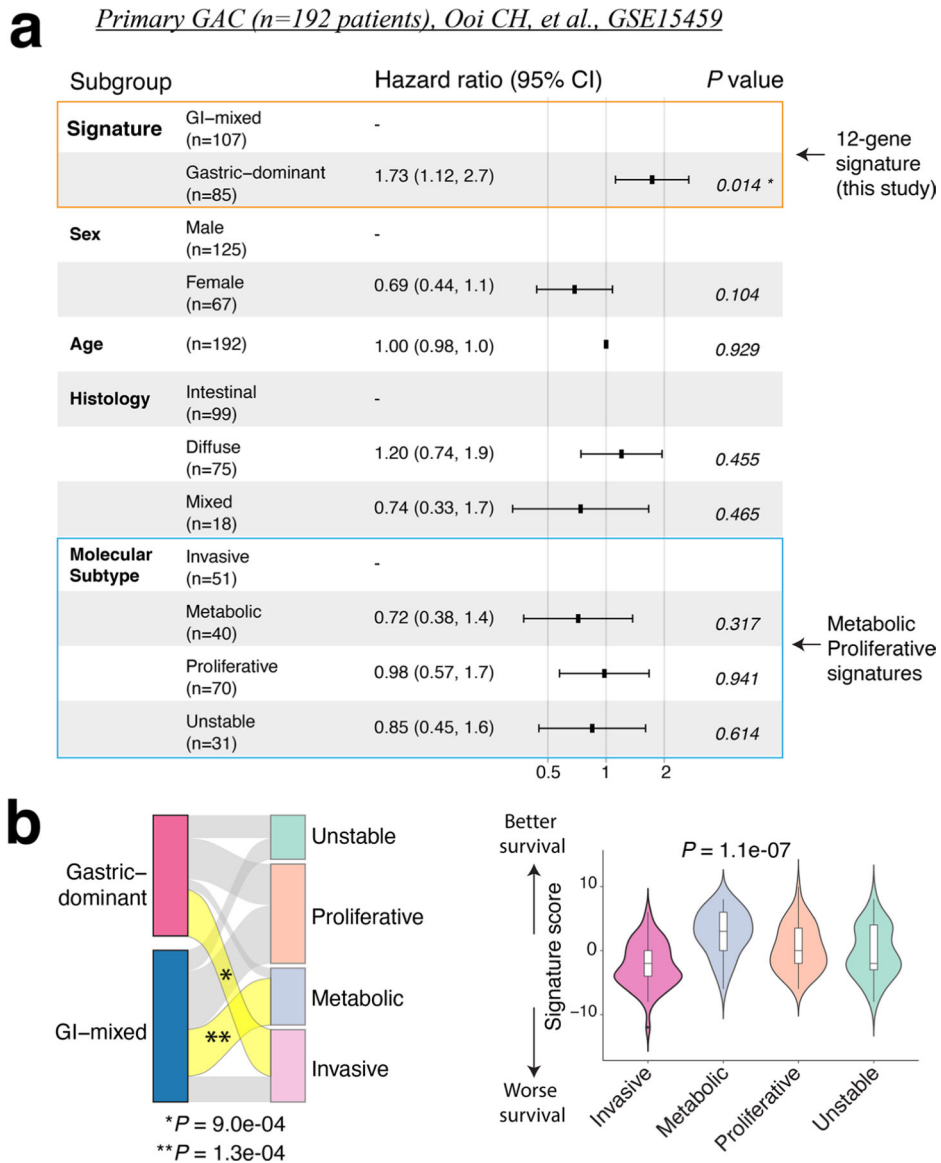 a
Primary GAC (n=192 patients), Ooi CH, et al., GSE15459
Subgroup Hazard ratio (95% CI) P value
Signature GI−mixed (n=107) -
Gastric−dominant (n=85) 1.73 (1.12, 2.7) 0.014 *
12-gene signature (this study)
Sex Male (n=125) -
Female (n=67) 0.69 (0.44, 1.1) 0.104
Age (n=192) 1.00 (0.98, 1.0) 0.929
Histology Intestinal (n=99) -
Diffuse (n=75) 1.20 (0.74, 1.9) 0.455
Mixed (n=18) 0.74 (0.33, 1.7) 0.465
Molecular Subtype Invasive (n=51) -
Metabolic (n=40) 0.72 (0.38, 1.4) 0.317
Proliferative (n=70) 0.98 (0.57, 1.7) 0.941
Unstable (n=31) 0.85 (0.45, 1.6) 0.614
Metabolic Proliferative signatures
0.5 1 2
b
Gastric−dominant
GI−mixed
Unstable
Proliferative
Metabolic
Invasive
*
**
*P = 9.0e-04
**P = 1.3e-04
Better survival
Worse survival
Signature score
P = 1.1e-07
10
0
−10
Invasive
Metabolic
Proliferative
Unstable